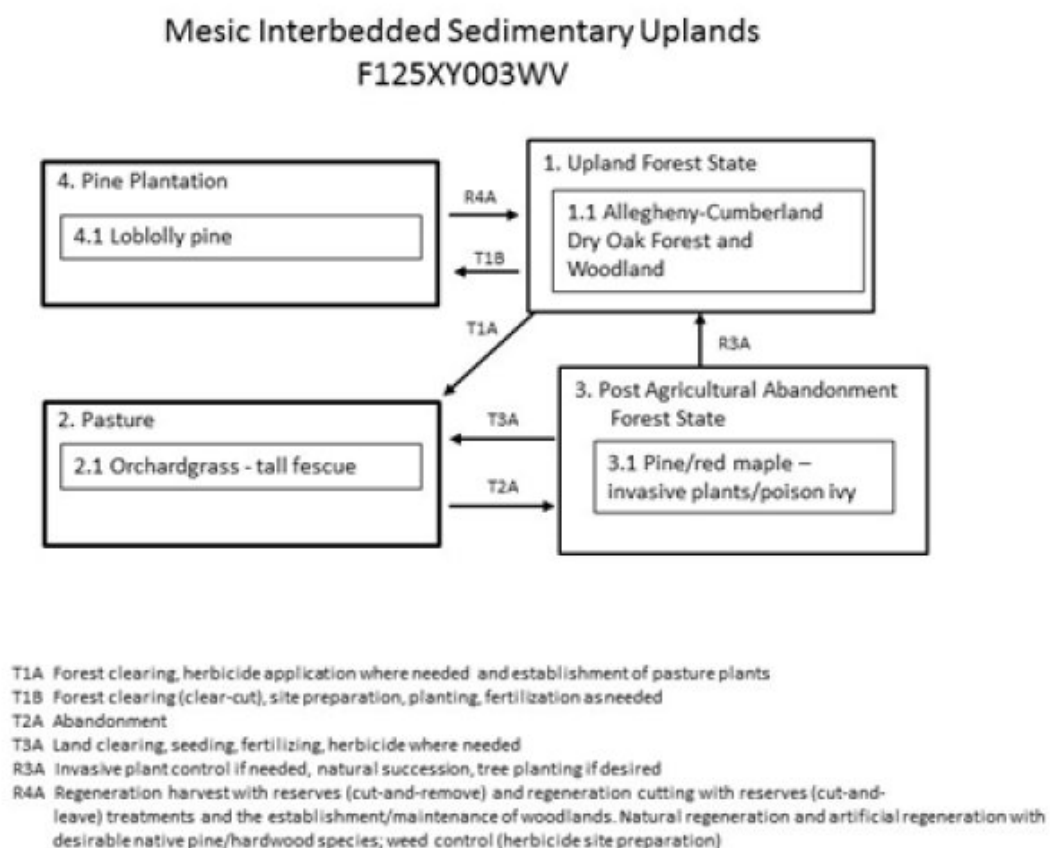 Mesic Interbedded Sedimentary Uplands
F125XY003WV
4. Pine Plantation
4.1 Loblolly pine
R4A
T1B
1. Upland Forest State
1.1 Allegheny-Cumberland
Dry Oak Forest and
Woodland
T1A
R3A
2. Pasture
2.1 Orchardgrass - tall fescue
T3A
T2A
3. Post Agricultural Abandonment
Forest State
3.1 Pine/red maple –
invasive plants/poison ivy
T1A Forest clearing, herbicide application where needed and establishment of pasture plants
T1B Forest clearing (clear-cut), site preparation, planting, fertilization as needed
T2A Abandonment
T3A Land clearing, seeding, fertilizing, herbicide where needed
R3A Invasive plant control if needed, natural succession, tree planting if desired
R4A Regeneration harvest with reserves (cut-and-remove) and regeneration cutting with reserves (cut-and-
leave) treatments and the establishment/maintenance of woodlands. Natural regeneration and artificial regeneration with
desirable native pine/hardwood species; weed control (herbicide site preparation)